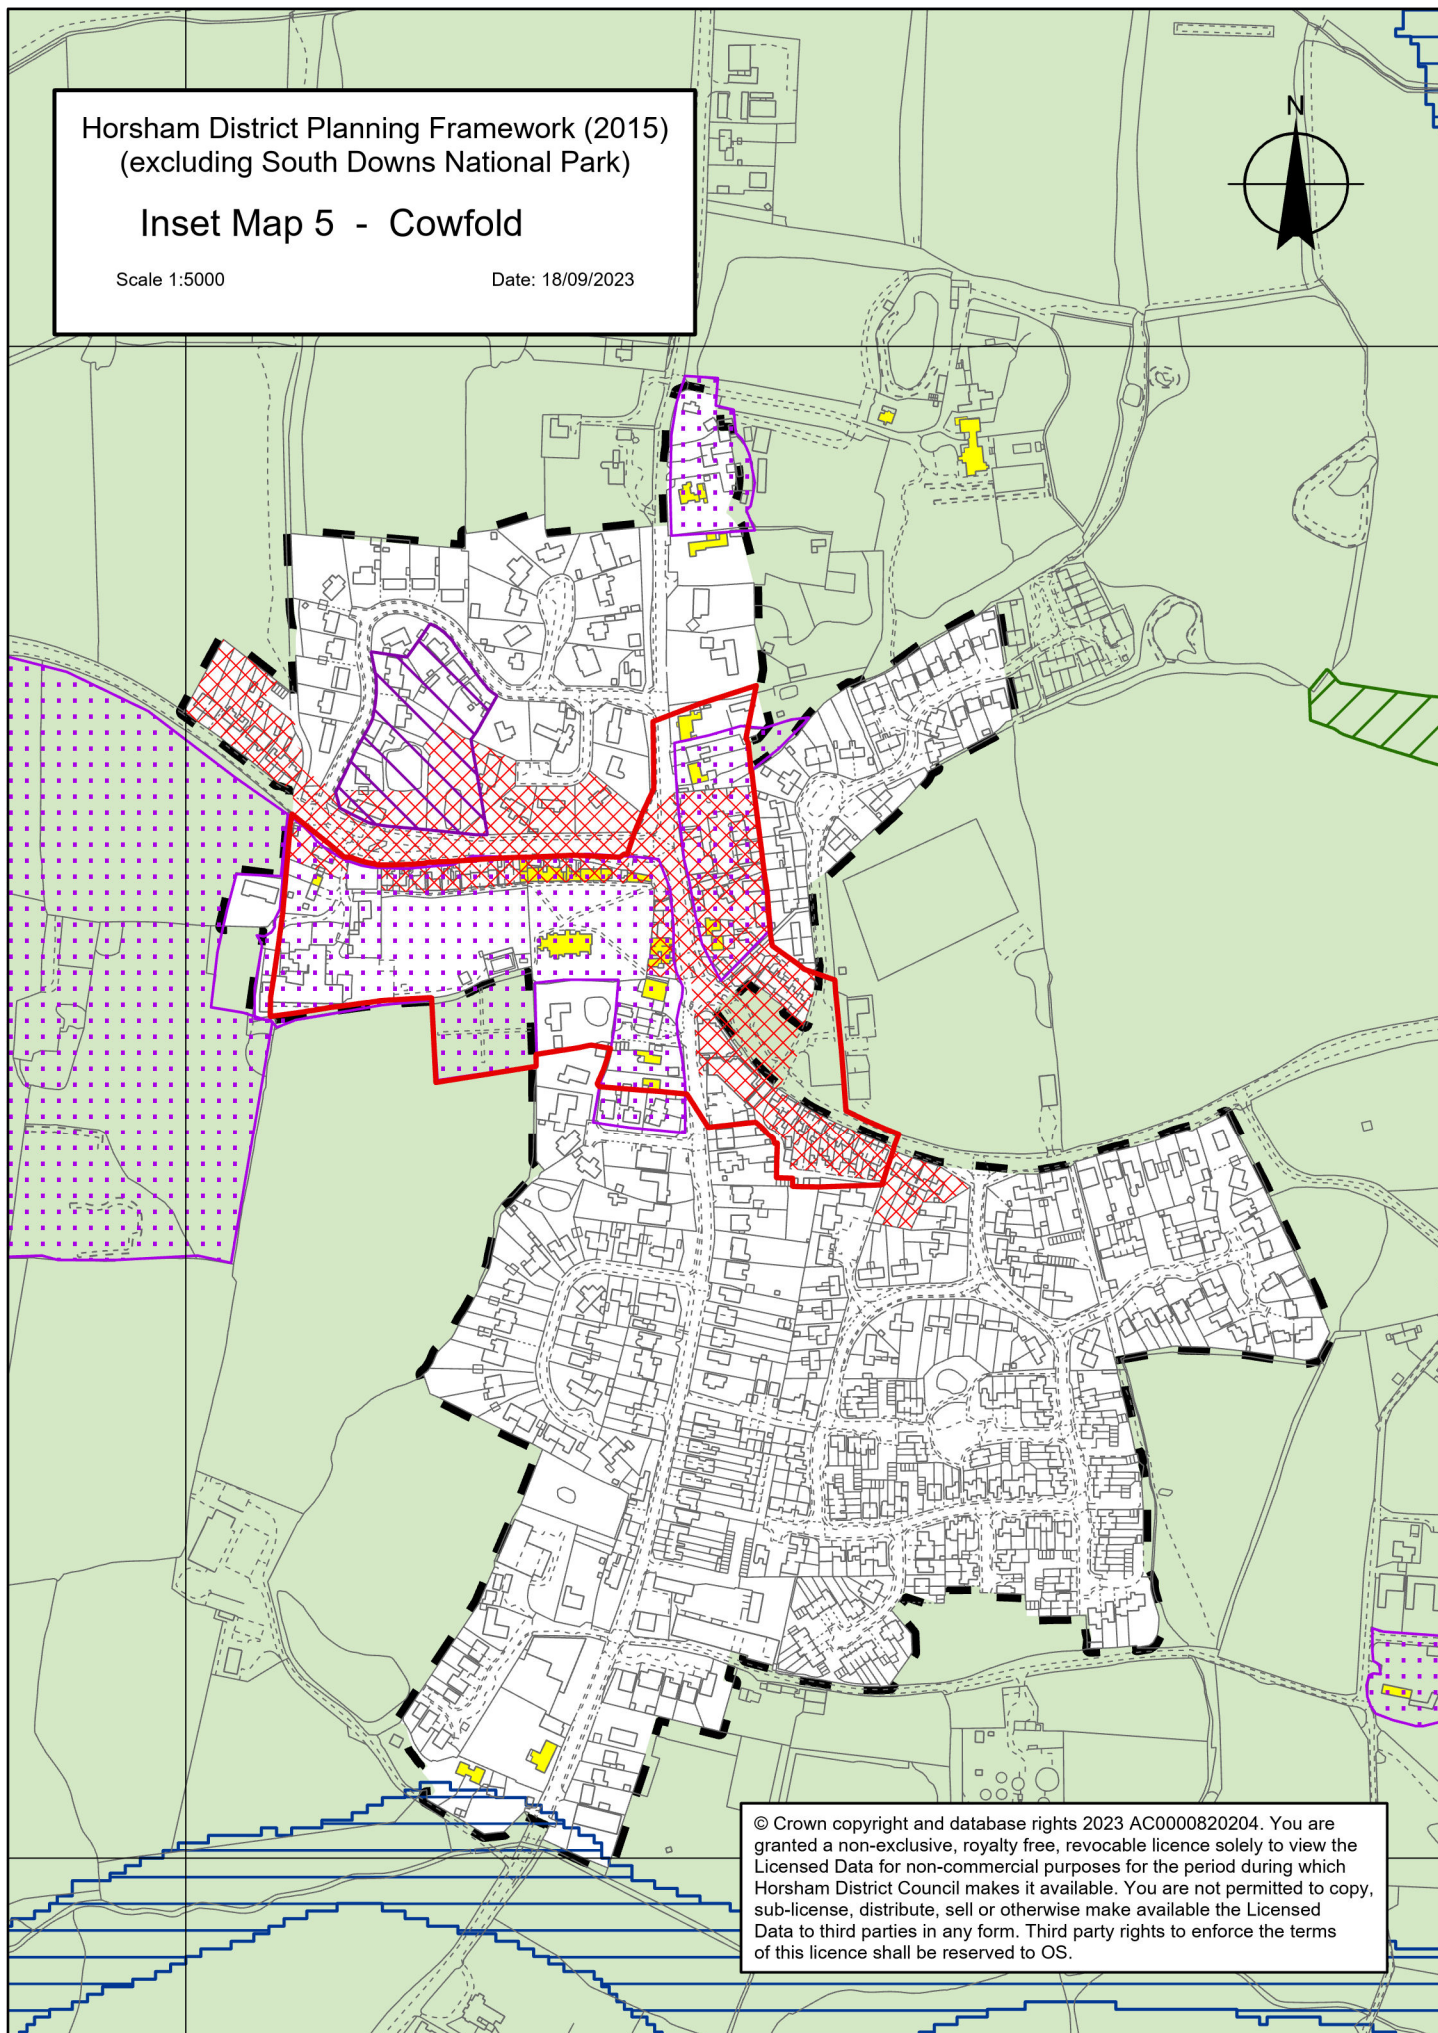 Horsham District Planning Framework (2015)
(excluding South Downs National Park)
Inset Map 5 - Cowfold
Scale 1:5000 Date: 18/09/2023
N
© Crown copyright and database rights 2023 AC0000820204. You are
granted a non-exclusive, royalty free, revocable licence solely to view the
Licensed Data for non-commercial purposes for the period during which
Horsham District Council makes it available. You are not permitted to copy,
sub-license, distribute, sell or otherwise make available the Licensed
Data to third parties in any form. Third party rights to enforce the terms
of this licence shall be reserved to OS.